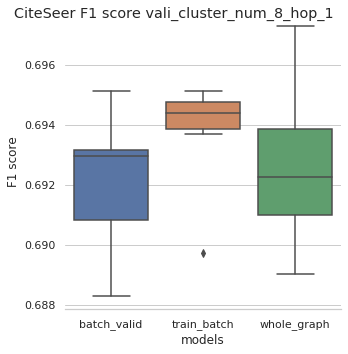 CiteSeer F1 score vali_cluster_num_8_hop_1
0.696
0.694
0.692
0.690
0.688
F1 score
batch_valid train_batch whole_graph
models